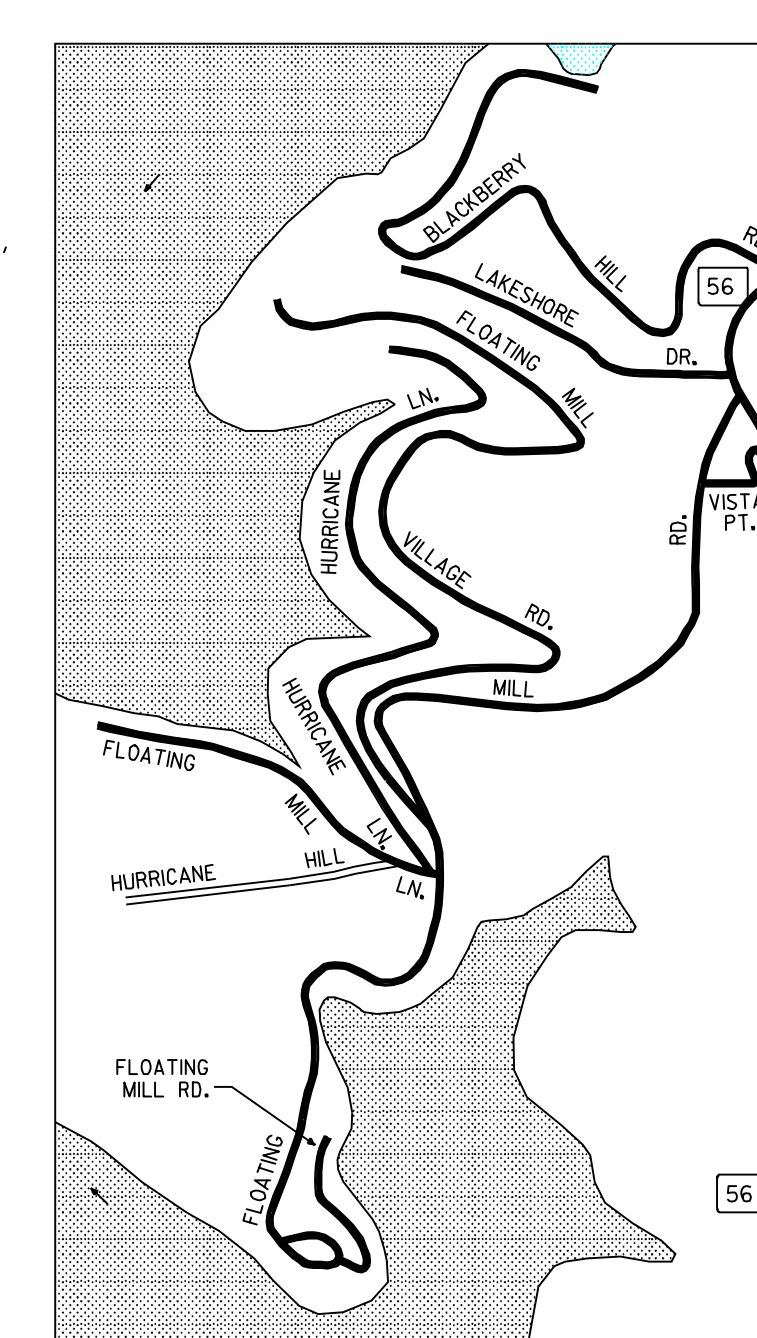 BLACKBERRY
HILL
56
LAKESHORE
DR.
FLOATING
MILL
LN.
HURRICANE
VILLAGE
RD.
RD.
PT.
MILL
HURRICANE
LN.
FLOATING
MILL
LN.
HURRICANE
HILL
FLOATING
MILL RD.
FLOATING
56